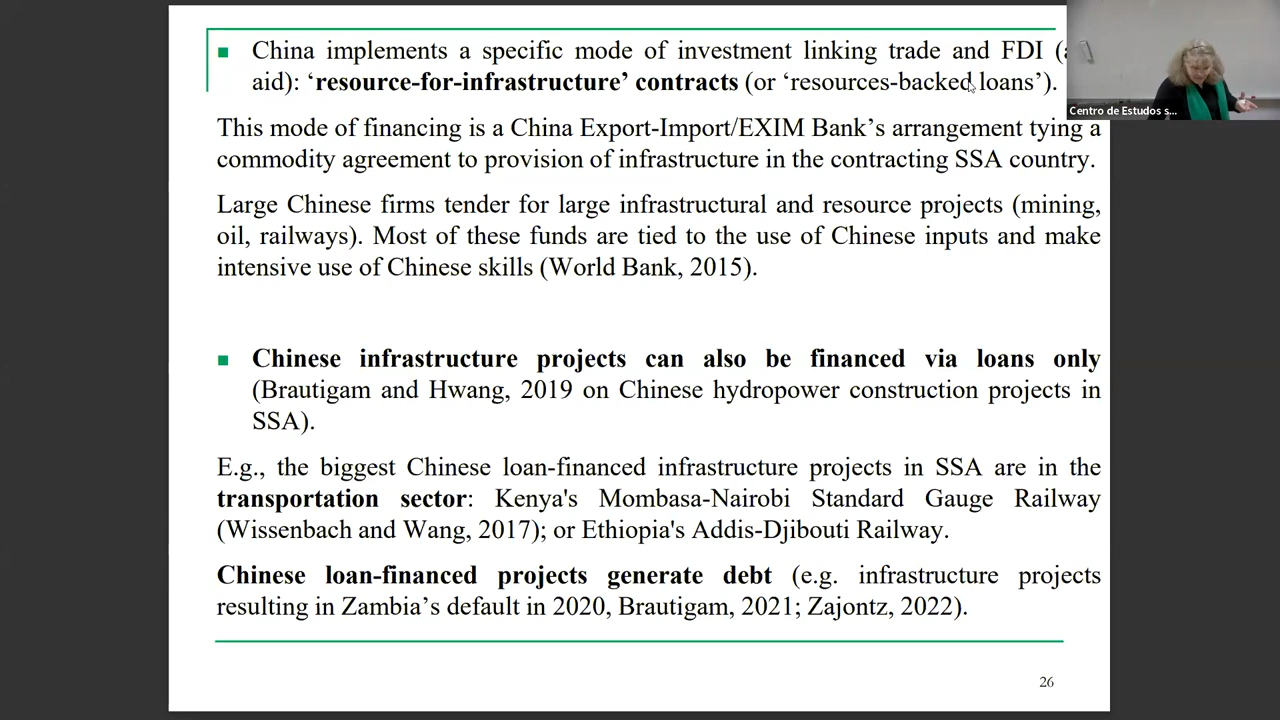 China implements a specific mode of investment linking trade and FDI (
aid): ‘resource-for-infrastructure’ contracts (or ‘resources-backed loans’).
This mode of financing is a China Export-Import/EXIM Bank’s arrangement tying a
commodity agreement to provision of infrastructure in the contracting SSA country.
Large Chinese firms tender for large infrastructural and resource projects (mining,
oil, railways). Most of these funds are tied to the use of Chinese inputs and make
intensive use of Chinese skills (World Bank, 2015).
Chinese infrastructure projects can also be financed via loans only
(Brautigam and Hwang, 2019 on Chinese hydropower construction projects in
SSA).
E.g., the biggest Chinese loan-financed infrastructure projects in SSA are in the
transportation sector: Kenya's Mombasa-Nairobi Standard Gauge Railway
(Wissenbach and Wang, 2017); or Ethiopia's Addis-Djibouti Railway.
Chinese loan-financed projects generate debt (e.g. infrastructure projects
resulting in Zambia’s default in 2020, Brautigam, 2021; Zajontz, 2022).
26
Centro de Estudos s...